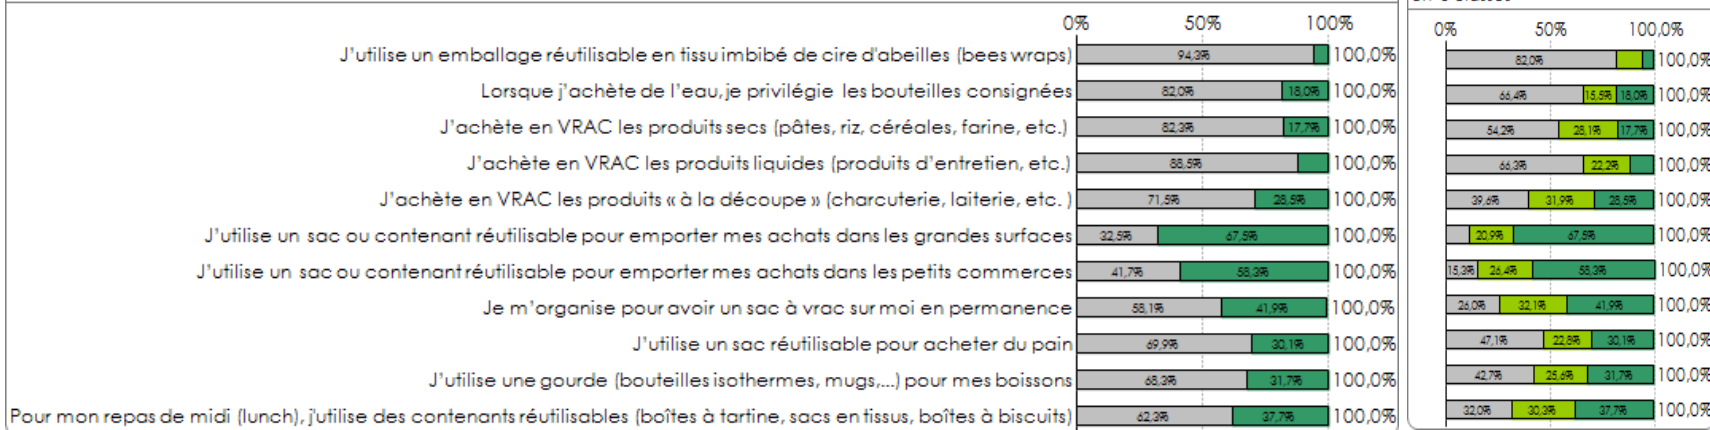 0% 50% 100%
J'utilise un emballage réutilisable en tissu imbibé de cire d'abeilles (bees wraps) 94,3% 100,0%
Lorsque j'achète de l'eau, je privilégie les bouteilles consignées 82,0% 18,0% 100,0%
J'achète en VRAC les produits secs (pâtes, riz, céréales, farine, etc.) 82,3% 17,7% 100,0%
J'achète en VRAC les produits liquides (produits d'entretien, etc.) 88,5% 100,0%
J'achète en VRAC les produits « à la découpe » (charcuterie, laiterie, etc. ) 71,5% 28,5% 100,0%
J'utilise un sac ou contenant réutilisable pour emporter mes achats dans les grandes surfaces 32,5% 67,5% 100,0%
J'utilise un sac ou contenant réutilisable pour emporter mes achats dans les petits commerces 41,7% 58,3% 100,0%
Je m'organise pour avoir un sac à vrac sur moi en permanence 58,1% 41,9% 100,0%
J'utilise un sac réutilisable pour acheter du pain 69,9% 30,1% 100,0%
J'utilise une gourde (bouteilles isothermes, mugs,...) pour mes boissons 68,3% 31,7% 100,0%
Pour mon repas de midi (lunch), j'utilise des contenants réutilisables (boîtes à tartine, sacs en tissus, boîtes à biscuits) 62,3% 37,7% 100,0%
0% 50% 100,0%
82,0% 100,0%
66,4% 15,5% 18,0% 100,0%
54,2% 28,1% 17,7% 100,0%
66,3% 22,2% 100,0%
39,6% 31,9% 28,5% 100,0%
20,9% 67,5% 100,0%
15,3% 26,4% 58,3% 100,0%
26,0% 32,1% 41,9% 100,0%
47,1% 22,8% 30,1% 100,0%
42,7% 25,6% 31,7% 100,0%
32,0% 30,3% 37,7% 100,0%